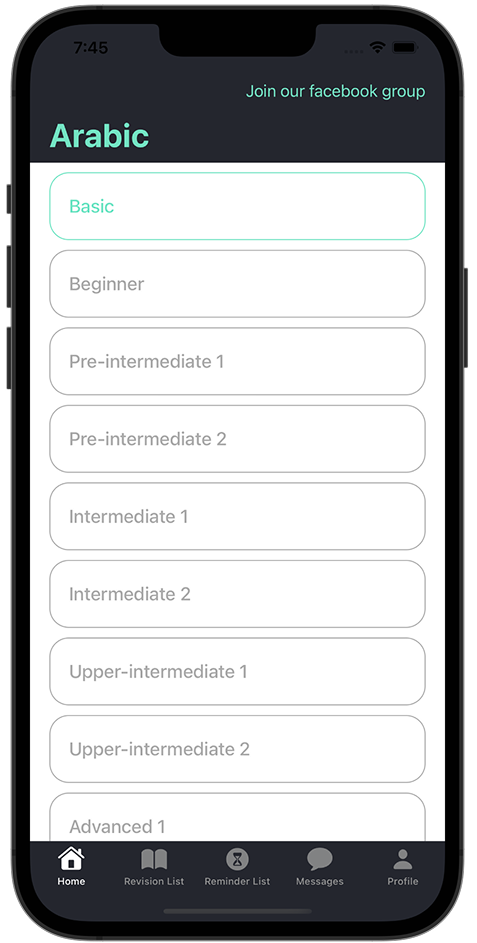 7:45
Join our facebook group
Arabic
Basic
Beginner
Pre-intermediate 1
Pre-intermediate 2
Intermediate 1
Intermediate 2
Upper-intermediate 1
Upper-intermediate 2
Advanced 1
Home
Revision List
Reminder List
Messages
Profile